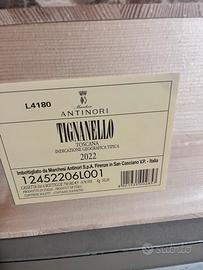 L4180
Marchesi
ANTINORI
TIGNANELLO
TOSCANA
INDICAZIONE GEOGRAFICA TIPICA
2022
Imbottigliato da Marchesi Antinori S.p.A. Firenze in San Casciano V.P. - Italia
12452206L001
subito